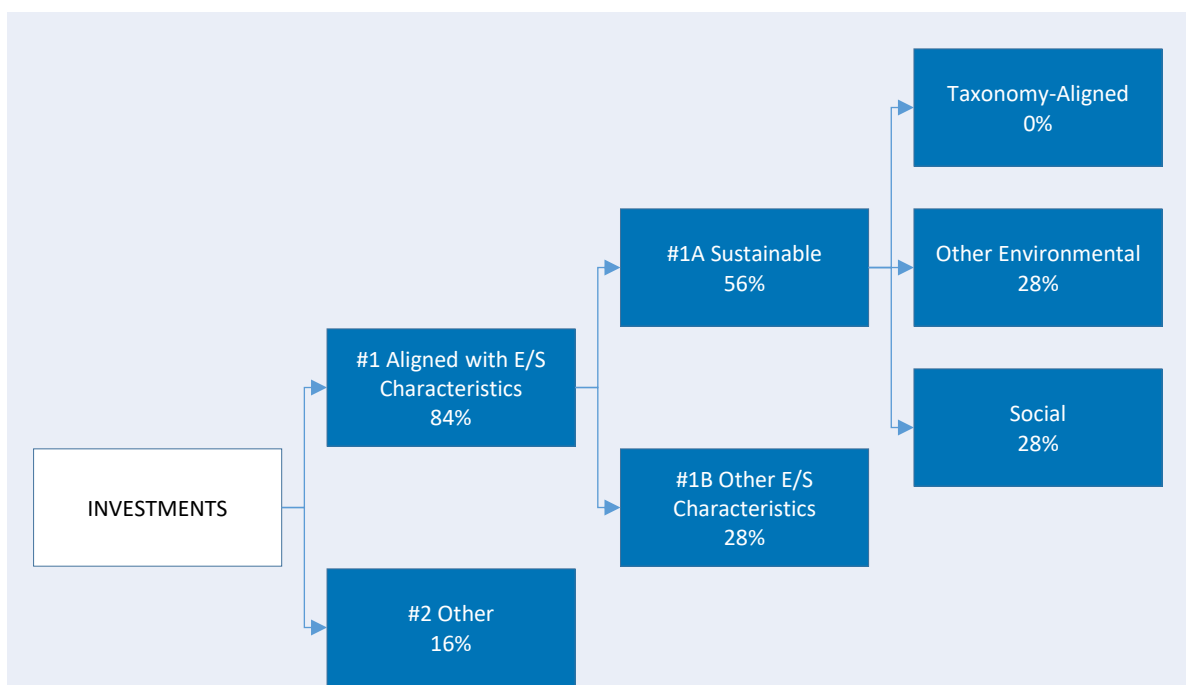 INVESTMENTS
#1 Aligned with E/S
Characteristics
84%
#2 Other
16%
#1A Sustainable
56%
#1B Other E/S
Characteristics
28%
Taxonomy-Aligned
0%
Other Environmental
28%
Social
28%